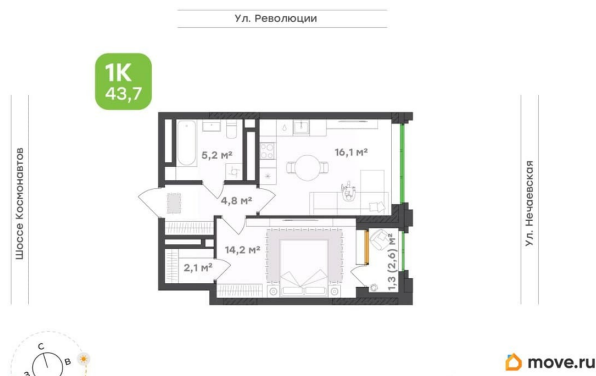 Ул. Революции
1К
43,7
Шоссе Космонавтов
Ул. Нечаевская
5,2 м²
16,1 м²
4,8 м²
14,2 м²
2,1 м²
1,3 (2,6) м²
С
В
З
move.ru